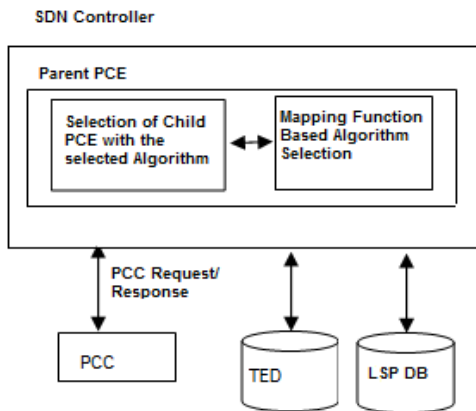 SDN Controller
Parent PCE
Selection of Child
PCE with the
selected Algorithm
Mapping Function
Based Algorithm
Selection
PCC Request/
Response
PCC
TED
LSP DB